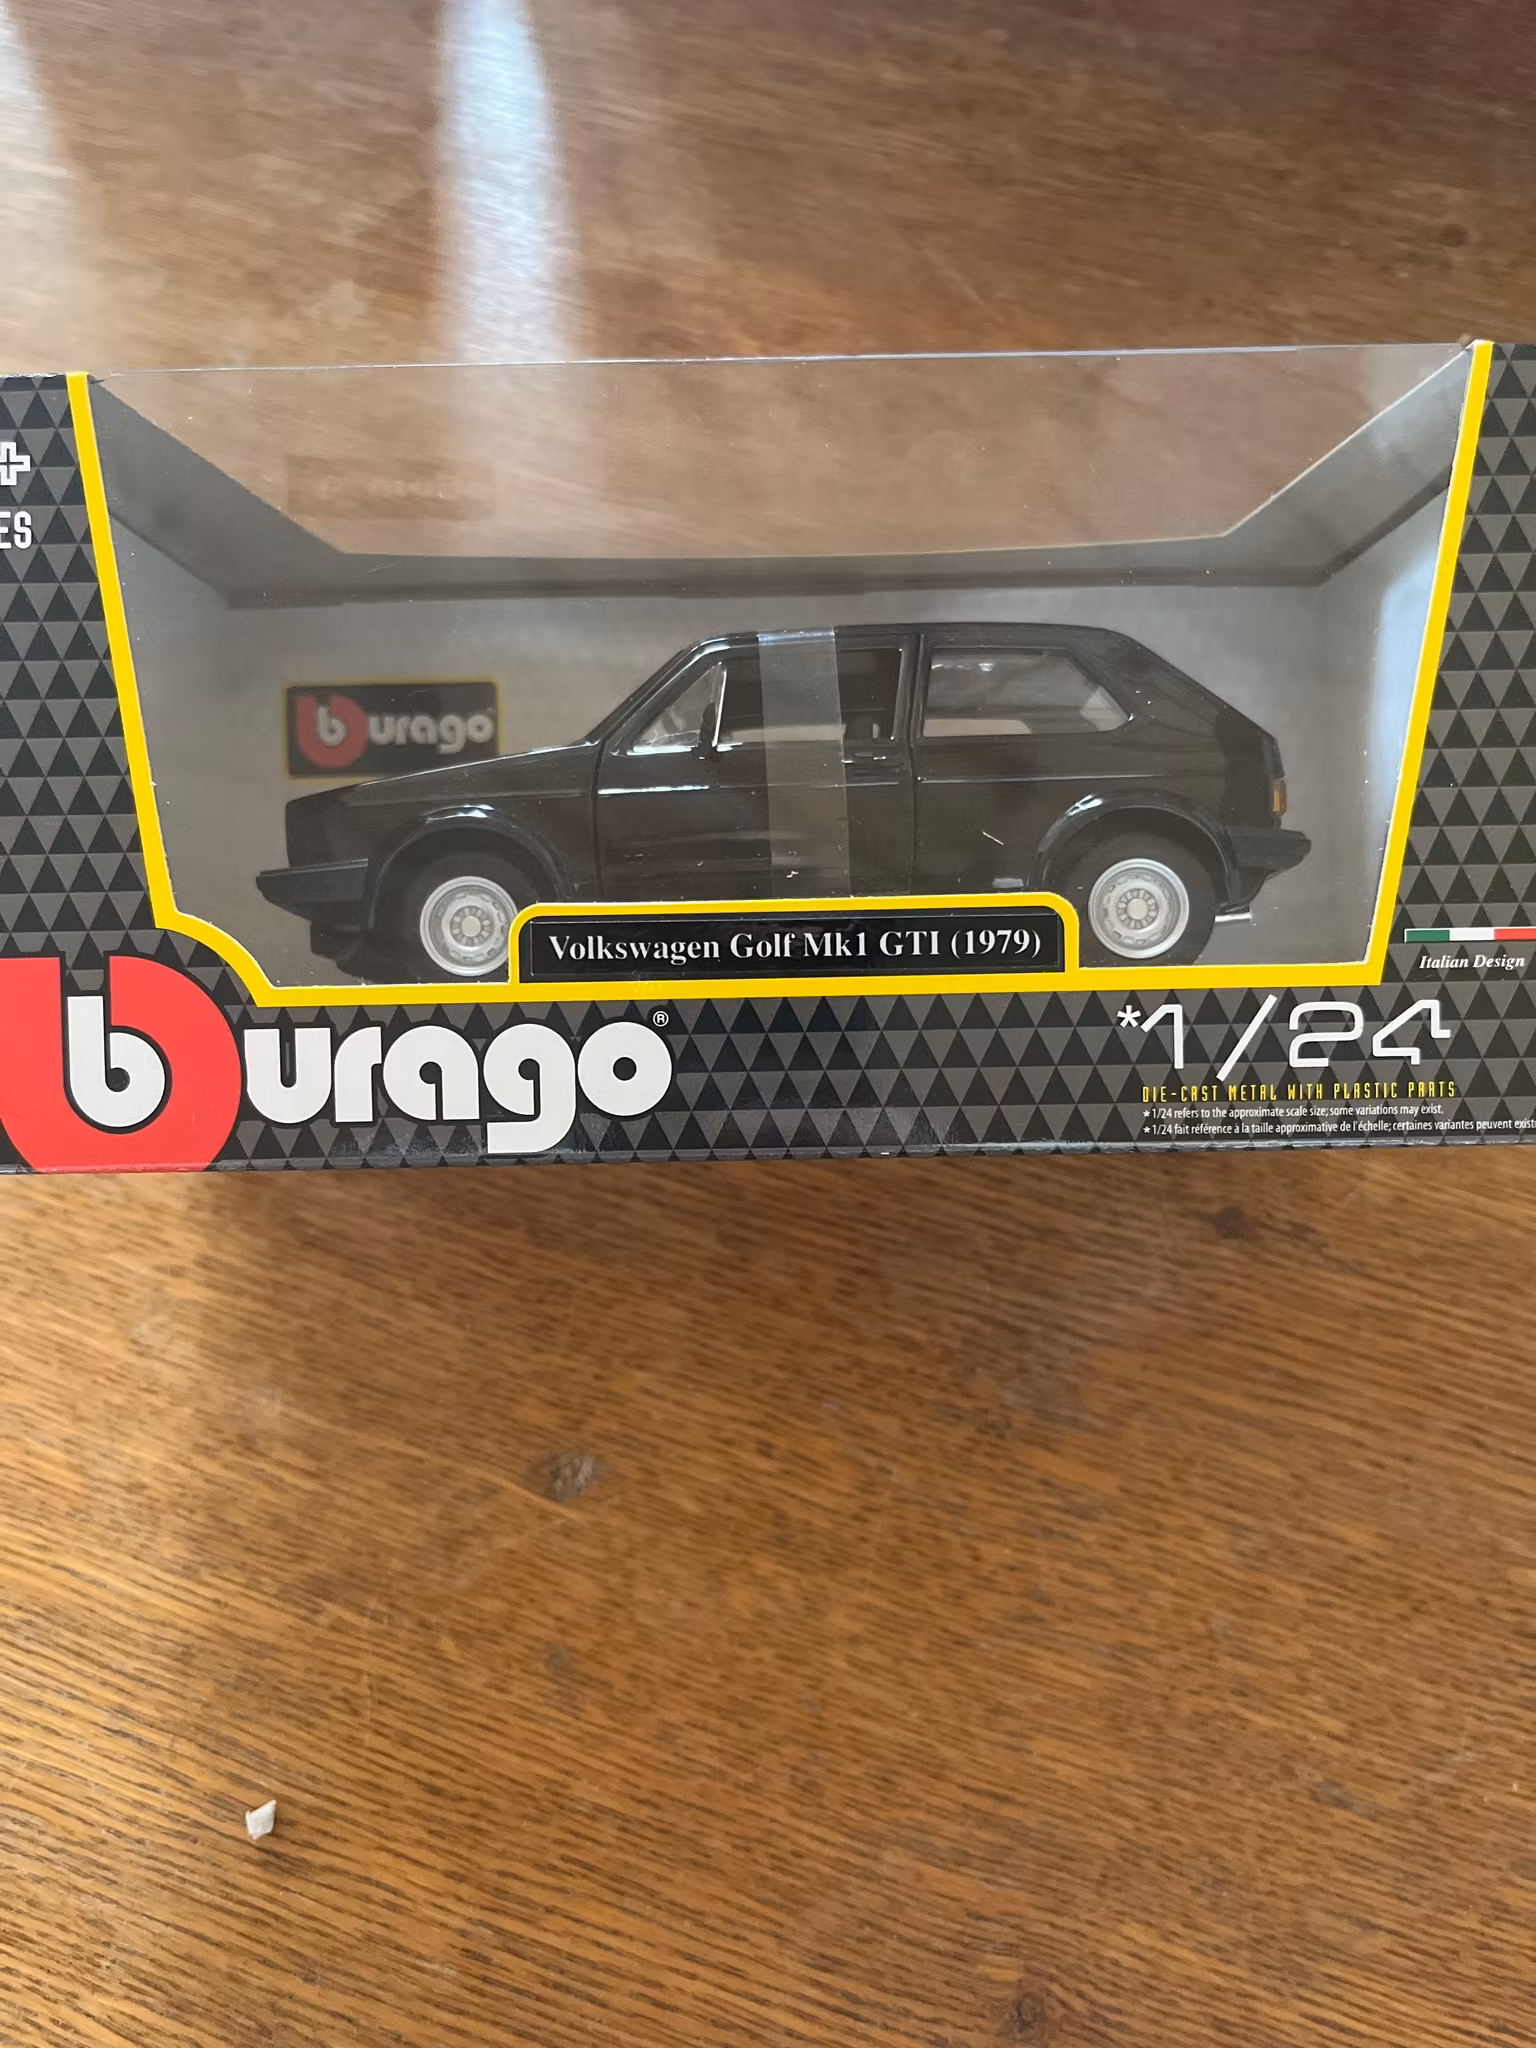 +
ES
burago
Volkswagen Golf Mk1 GTI (1979)
Italian Design
burago®
*1/24
DIE-CAST METAL WITH PLASTIC PARTS
★ 1/24 refers to the approximate scale size; some variations may exist.
★ 1/24 fait référence à la taille approximative de l'échelle; certaines variantes peuvent exist